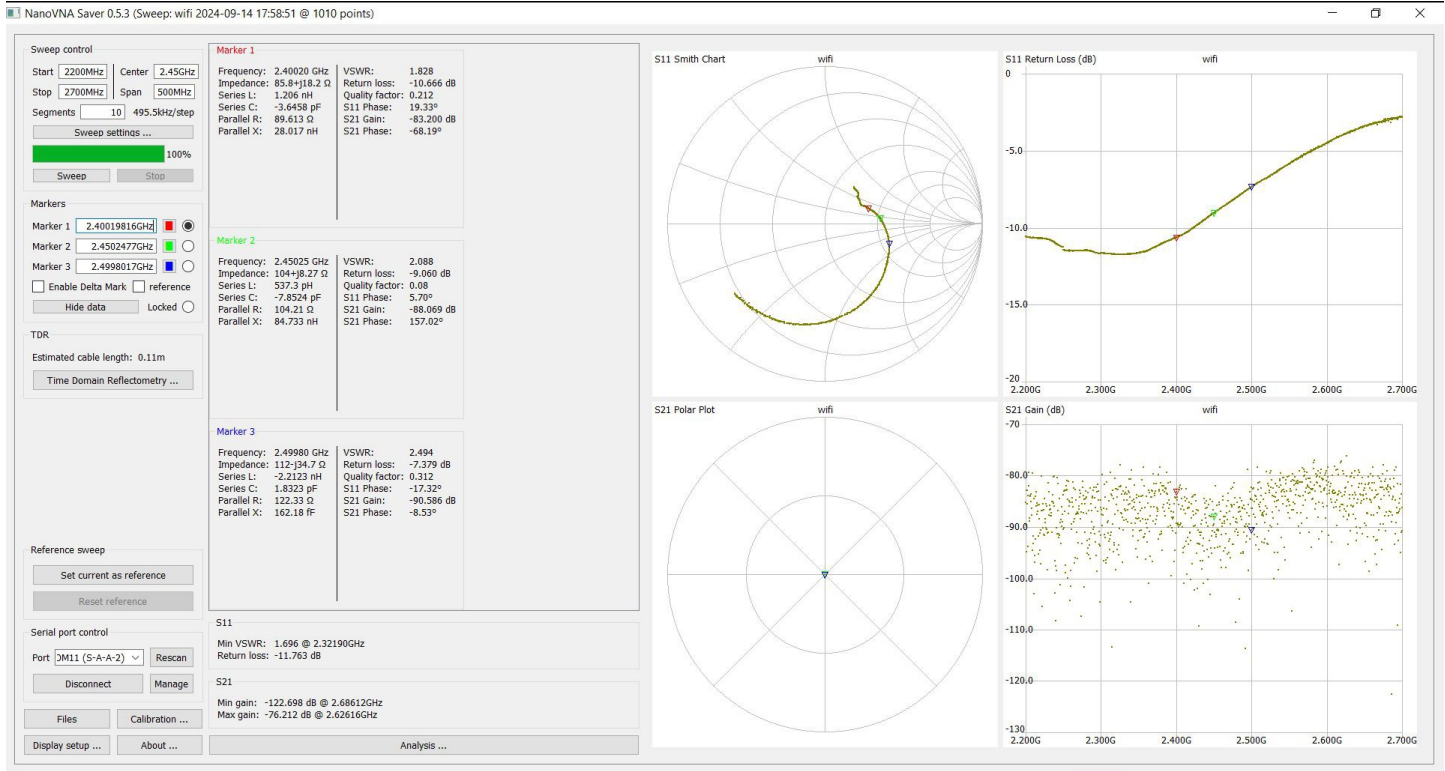 NanoVNA Saver 0.5.3 (Sweep: wifi 2024-09-14 17:58:51 @ 1010 points)
Sweep control
Start 2200MHz Center 2.45GHz
Stop 2700MHz Span 500MHz
Segments 10 495.5kHz/step
Sweep settings ...
100%
Sweep Stop
Markers
Marker 1 2.40019816GHz
Marker 2 2.4502477GHz
Marker 3 2.4998017GHz
Enable Delta Mark reference
Hide data Locked
TDR
Estimated cable length: 0.11m
Time Domain Reflectometry ...
Reference sweep
Set current as reference
Reset reference
Serial port control
Port OM11 (S-A-A-2) Rescan
Disconnect Manage
Files Calibration ...
Display setup ... About ...
Marker 1
Frequency: 2.40020 GHz VSWR: 1.828
Impedance: 85.8+j18.2 Ω Return loss: -10.666 dB
Series L: 1.206 nH Quality factor: 0.212
Series C: -3.6458 pF S11 Phase: 19.33°
Parallel R: 89.613 Ω S21 Gain: -83.200 dB
Parallel X: 28.017 nH S21 Phase: -68.19°
Marker 2
Frequency: 2.45025 GHz VSWR: 2.088
Impedance: 104+j8.27 Ω Return loss: -9.060 dB
Series L: 537.3 pH Quality factor: 0.08
Series C: -7.8524 pF S11 Phase: 5.70°
Parallel R: 104.21 Ω S21 Gain: -88.069 dB
Parallel X: 84.733 nH S21 Phase: 157.02°
Marker 3
Frequency: 2.49980 GHz VSWR: 2.494
Impedance: 112-j34.7 Ω Return loss: -7.379 dB
Series L: -2.2123 nH Quality factor: 0.312
Series C: 1.8323 pF S11 Phase: -17.32°
Parallel R: 122.33 Ω S21 Gain: -90.586 dB
Parallel X: 162.18 fF S21 Phase: -8.53°
S11
Min VSWR: 1.696 @ 2.32190GHz
Return loss: -11.763 dB
S21
Min gain: -122.698 dB @ 2.68612GHz
Max gain: -76.212 dB @ 2.62616GHz
Analysis ...
S11 Smith Chart wifi
S11 Return Loss (dB) wifi
0
-5.0
-10.0
-15.0
-20
2.200G 2.300G 2.400G 2.500G 2.600G 2.700G
S21 Polar Plot wifi
S21 Gain (dB) wifi
-70
-80.0
-90.0
-100.0
-110.0
-120.0
-130
2.200G 2.300G 2.400G 2.500G 2.600G 2.700G